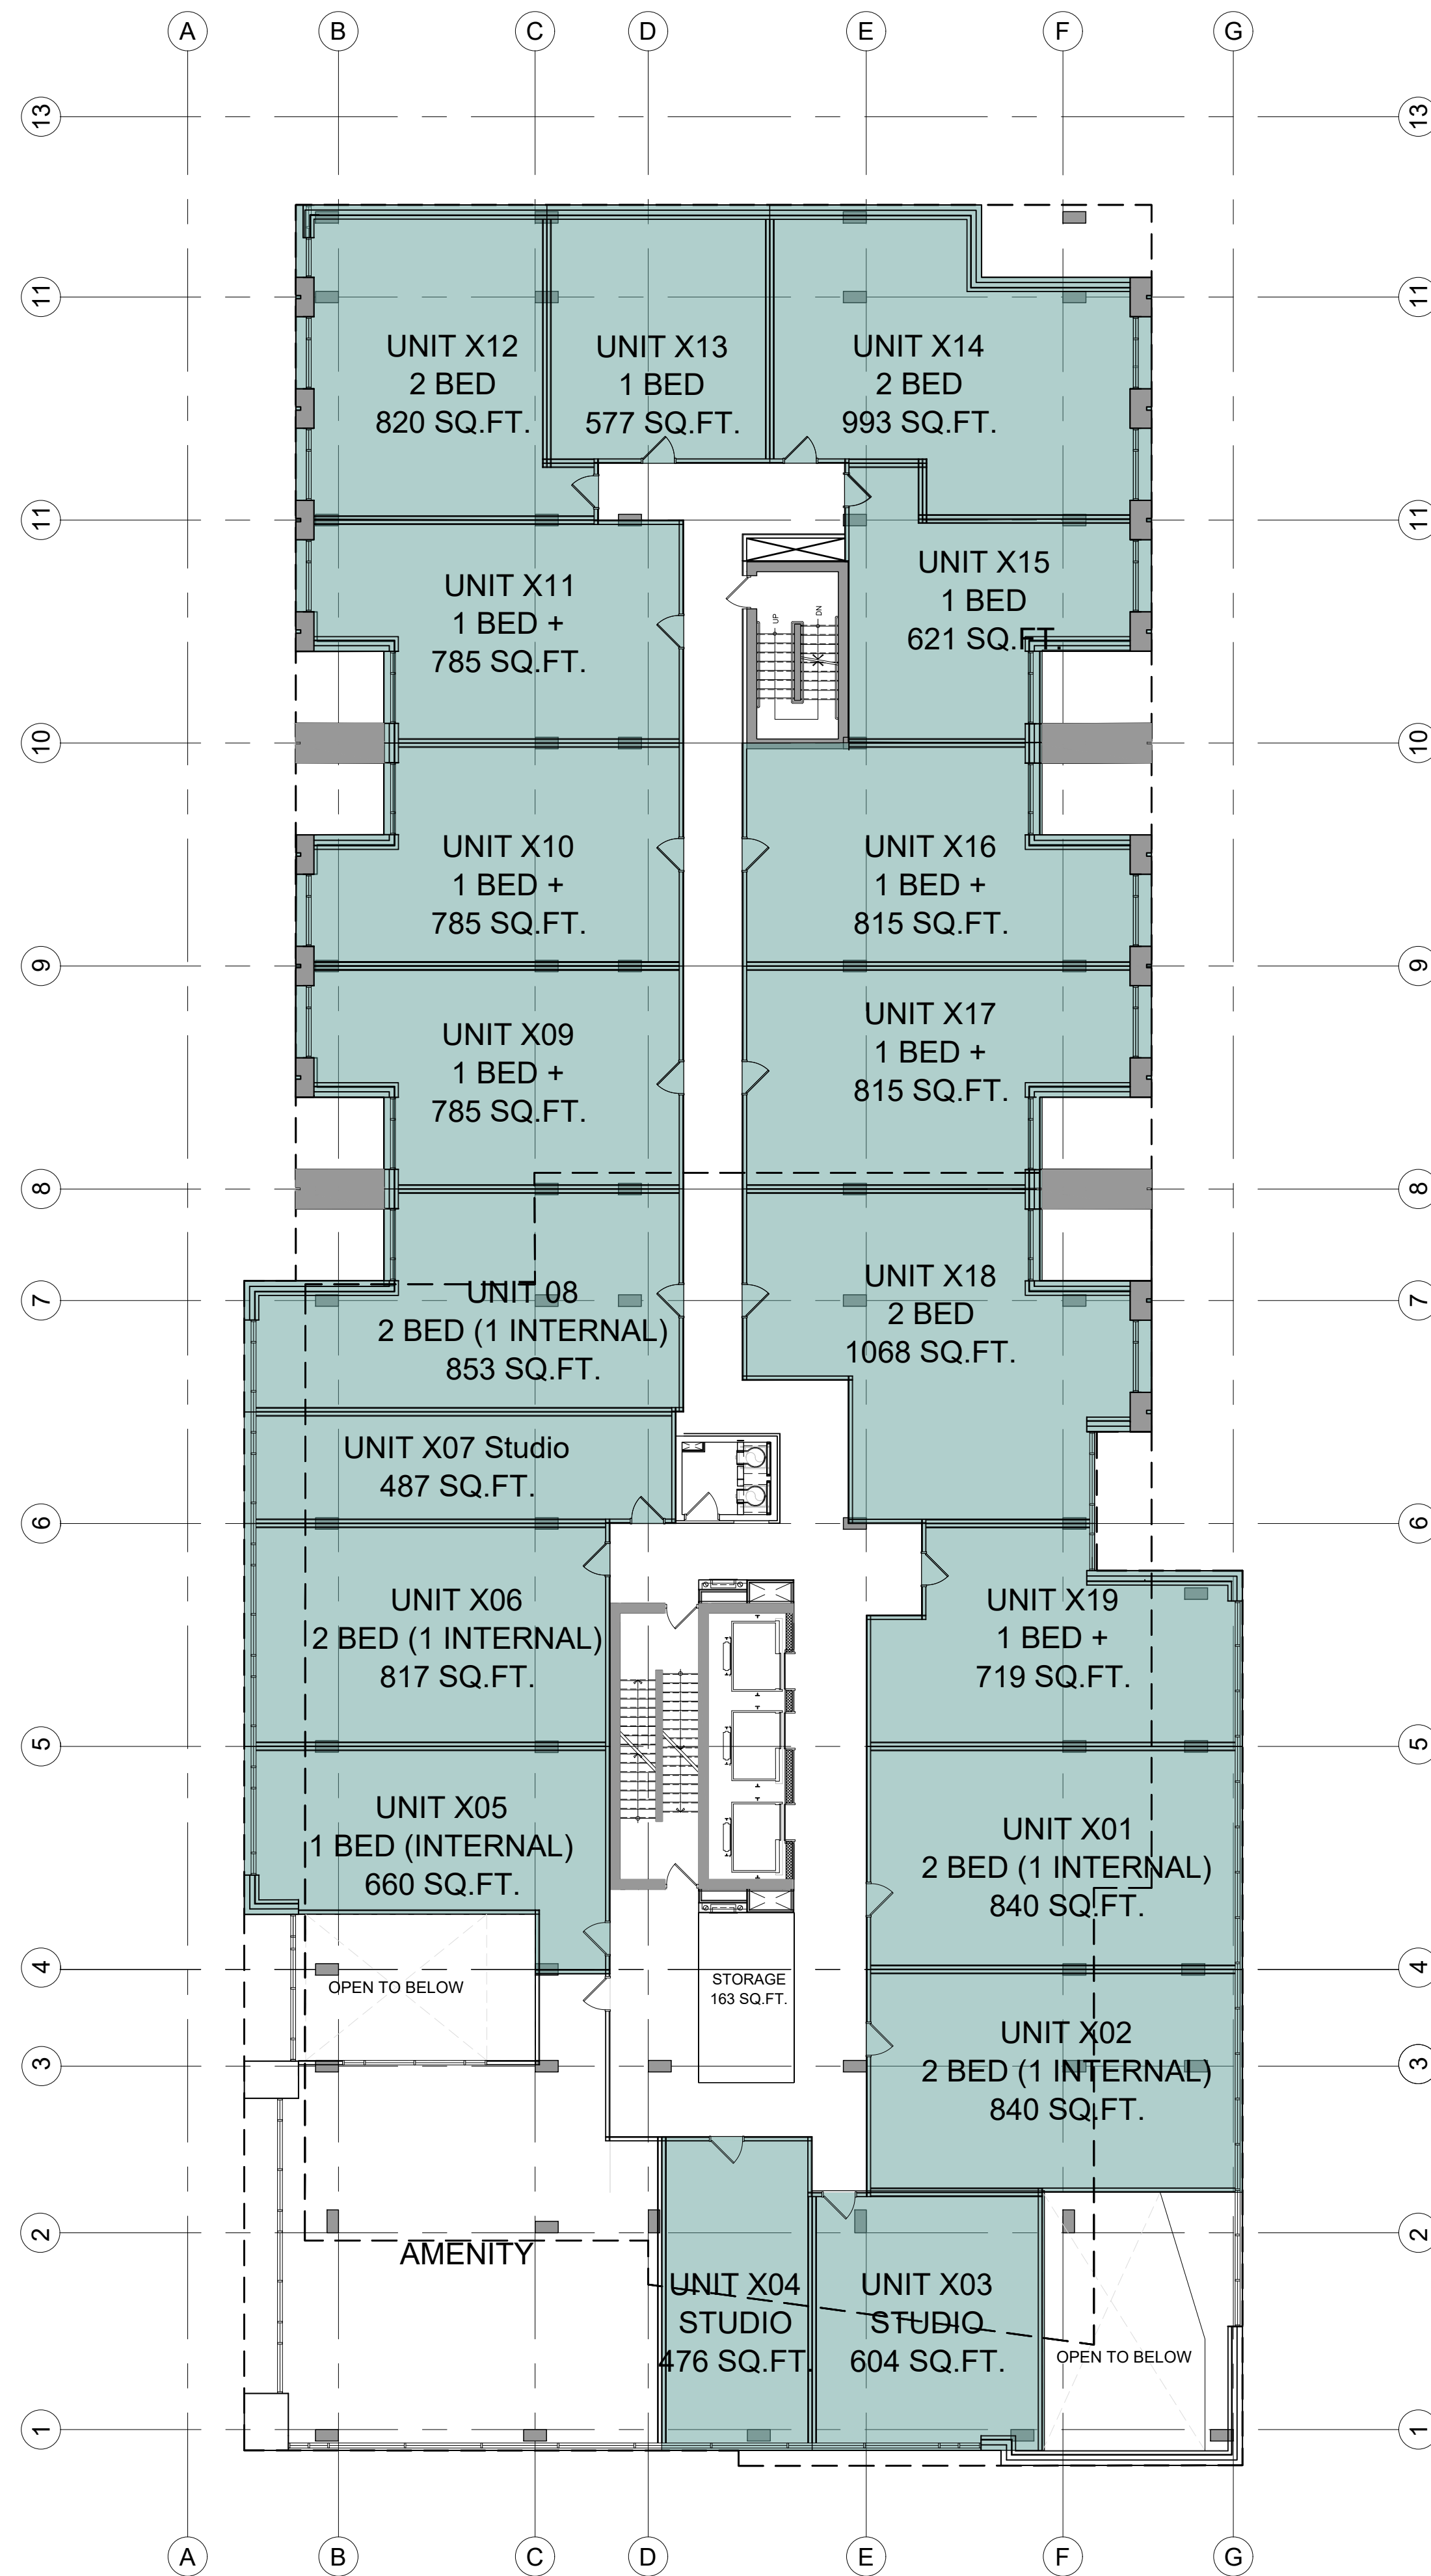 A B C D E F G
13 13
11 11
UNIT X12
2 BED
820 SQ.FT.
UNIT X13
1 BED
577 SQ.FT.
UNIT X14
2 BED
993 SQ.FT.
11 11
UNIT X11
1 BED +
785 SQ.FT.
UP
DN
UNIT X15
1 BED
621 SQ.FT.
10 10
UNIT X10
1 BED +
785 SQ.FT.
UNIT X16
1 BED +
815 SQ.FT.
9 9
UNIT X09
1 BED +
785 SQ.FT.
UNIT X17
1 BED +
815 SQ.FT.
8 8
UNIT 08
2 BED (1 INTERNAL)
853 SQ.FT.
UNIT X18
2 BED
1068 SQ.FT.
7 7
UNIT X07 Studio
487 SQ.FT.
6 6
UNIT X06
2 BED (1 INTERNAL)
817 SQ.FT.
UNIT X19
1 BED +
719 SQ.FT.
5 5
UNIT X05
1 BED (INTERNAL)
660 SQ.FT.
UNIT X01
2 BED (1 INTERNAL)
840 SQ.FT.
4 4
OPEN TO BELOW
STORAGE
163 SQ.FT.
UNIT X02
2 BED (1 INTERNAL)
840 SQ.FT.
3 3
2 2
AMENITY
UNIT X04
STUDIO
476 SQ.FT.
UNIT X03
STUDIO
604 SQ.FT.
OPEN TO BELOW
1 1
A B C D E F G